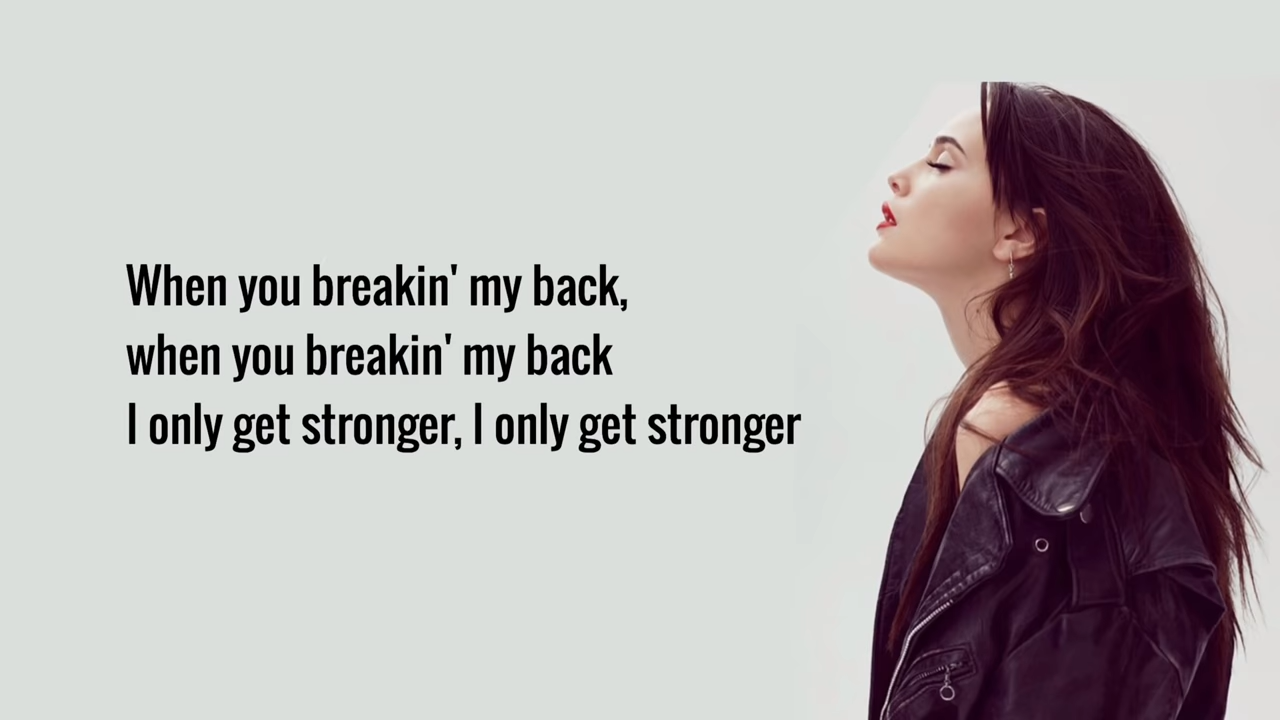 When you breakin' my back,
when you breakin' my back
I only get stronger, I only get stronger